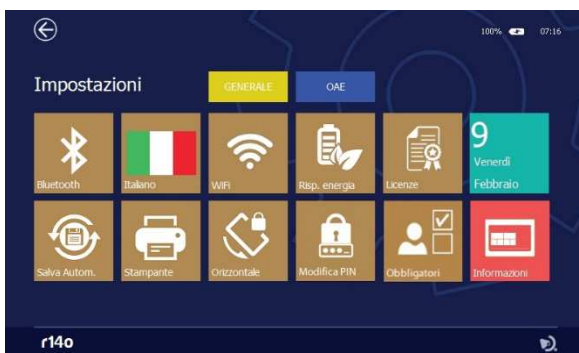 100% 07:16
Impostazioni
GENERALE
OAE
Bluetooth
Italiano
WiFi
Risp. energia
Licenze
9
Venerdì
Febbraio
Salva Autom.
Stampante
Orizzontale
Modifica PIN
Obbligatori
Informazioni
r14o